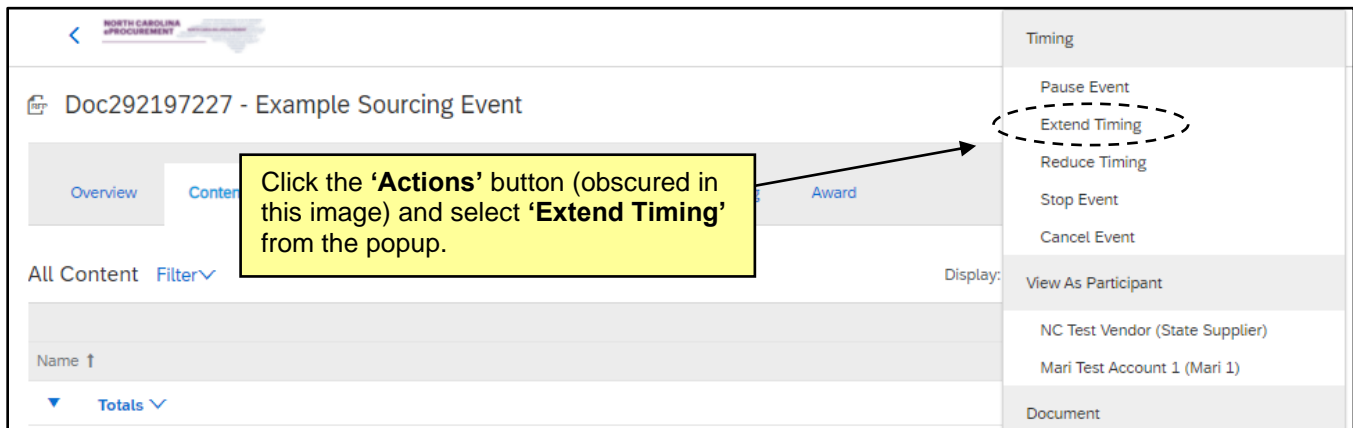 NORTH CAROLINA
ePROCUREMENT
Timing
Pause Event
RFP
Doc292197227 - Example Sourcing Event
Extend Timing
Reduce Timing
Click the ‘Actions’ button (obscured in
this image) and select ‘Extend Timing’
from the popup.
Overview
Conten
g
Award
Stop Event
Cancel Event
All Content Filter
Display:
View As Participant
NC Test Vendor (State Supplier)
Name ↑
Mari Test Account 1 (Mari 1)
Totals
Document